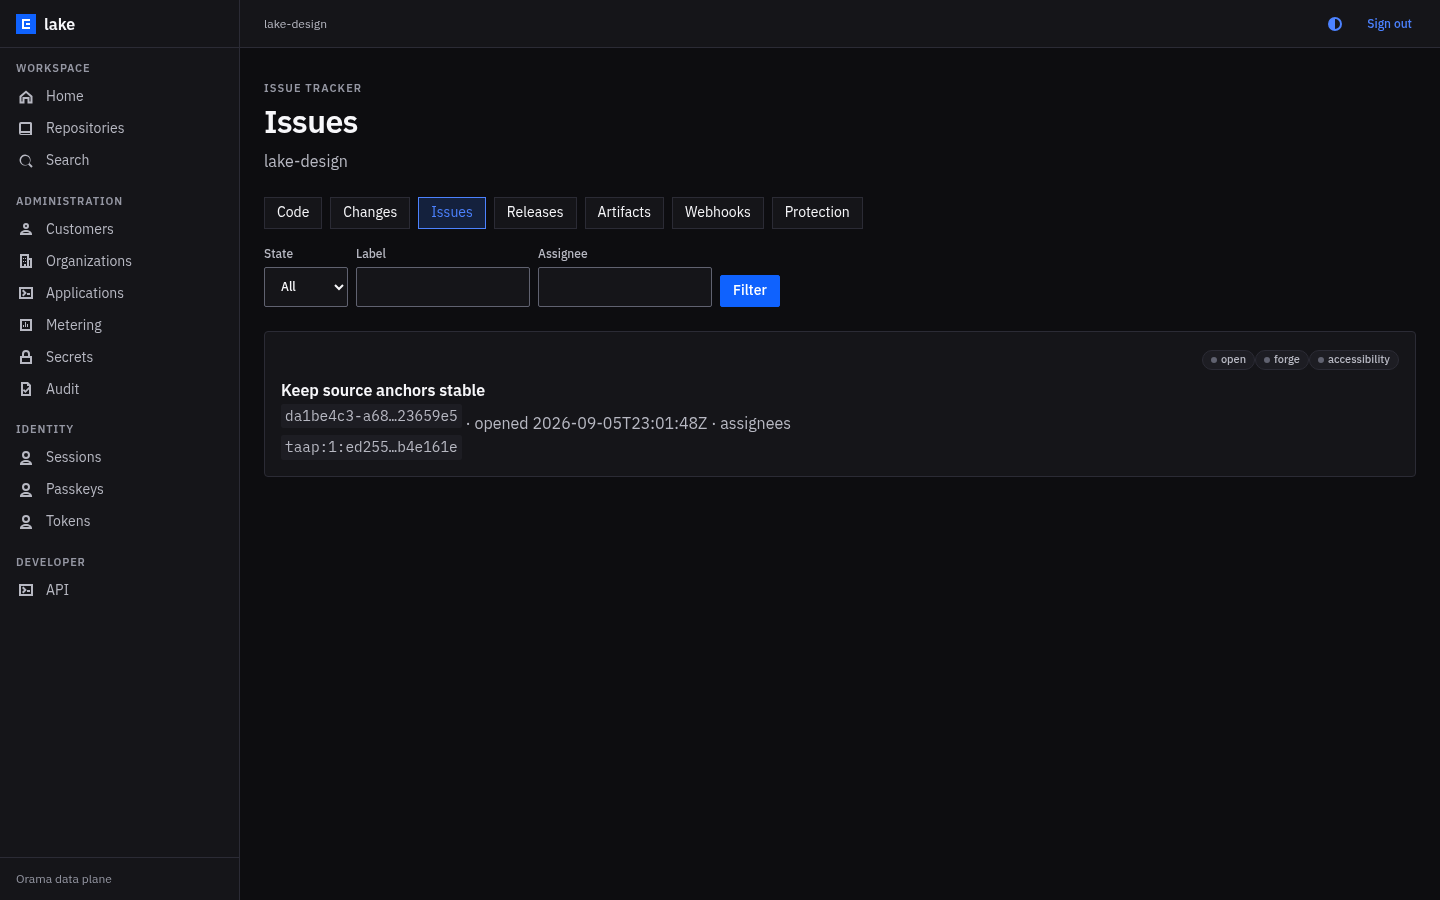 lake
lake-design
Sign out
WORKSPACE
Home
Repositories
Search
ADMINISTRATION
Customers
Organizations
Applications
Metering
Secrets
Audit
IDENTITY
Sessions
Passkeys
Tokens
DEVELOPER
API
Orama data plane
ISSUE TRACKER
Issues
lake-design
Code Changes Issues Releases Artifacts Webhooks Protection
State Label Assignee
All Filter
open forge accessibility
Keep source anchors stable
da1be4c3-a68…23659e5 · opened 2026-09-05T23:01:48Z · assignees
taap:1:ed255…b4e161e